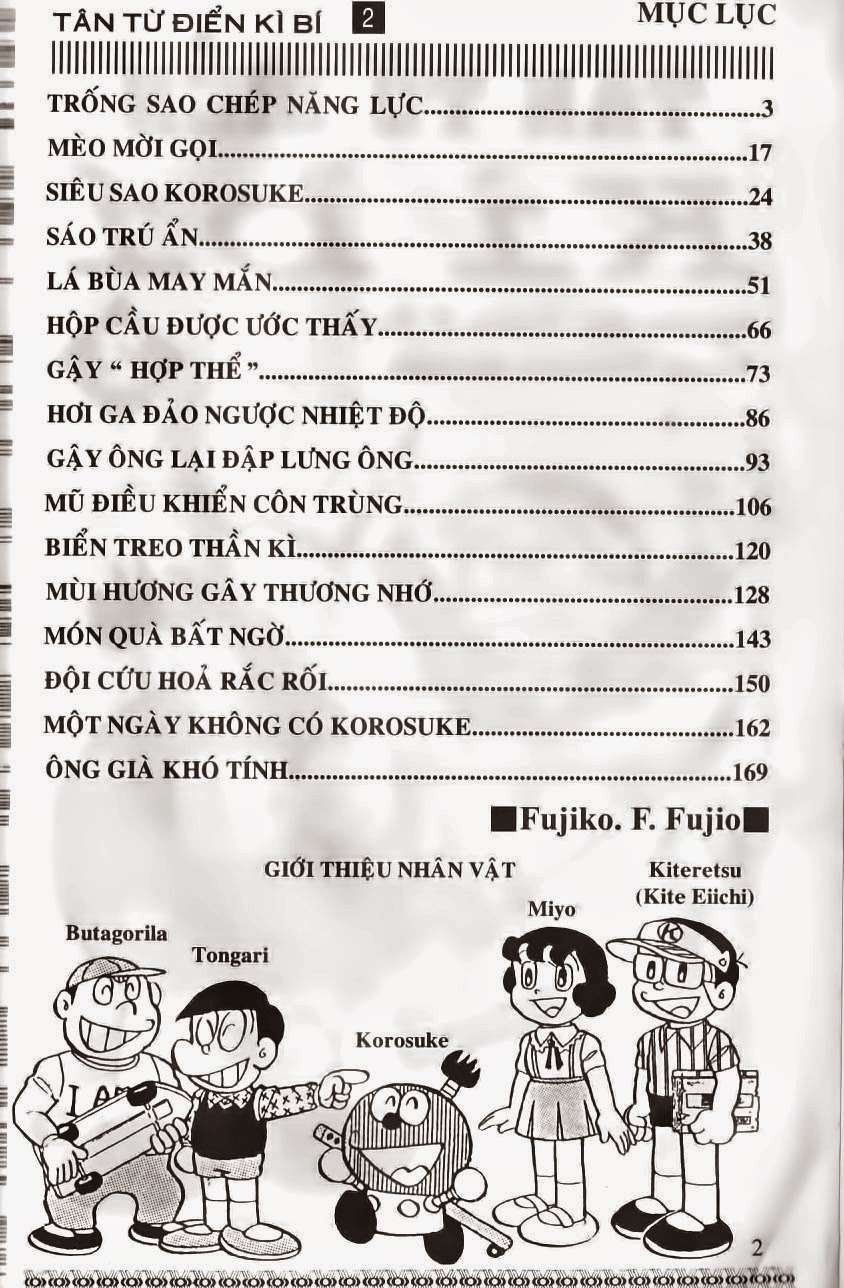 TÂN TỪ ĐIỂN KÌ BÍ 2 MỤC LỤC
TRỐNG SAO CHÉP NĂNG LỰC..........3
MÈO MỜI GỌI..........17
SIÊU SAO KOROSUKE..........24
SÁO TRÚ ẨN..........38
LÁ BÙA MAY MẮN..........51
HỘP CẦU ĐƯỢC ƯỚC THẤY..........66
GẬY “ HỢP THỂ ”..........73
HƠI GA ĐẢO NGƯỢC NHIỆT ĐỘ..........86
GẬY ÔNG LẠI ĐẬP LƯNG ÔNG..........93
MŨ ĐIỀU KHIỂN CÔN TRÙNG..........106
BIỂN TREO THẦN KÌ..........120
MÙI HƯƠNG GÂY THƯƠNG NHỚ..........128
MÓN QUÀ BẤT NGỜ..........143
ĐỘI CỨU HOẢ RẮC RỐI..........150
MỘT NGÀY KHÔNG CÓ KOROSUKE..........162
ÔNG GIÀ KHÓ TÍNH..........169
■Fujiko. F. Fujio■
GIỚI THIỆU NHÂN VẬT
Kiteretsu
(Kite Eiichi)
Miyo
Butagorila
Tongari
Korosuke
K
I AM
2